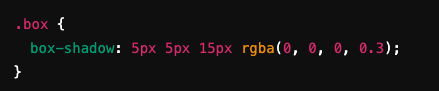 .box {
  box-shadow: 5px 5px 15px rgba(0, 0, 0, 0.3);
}